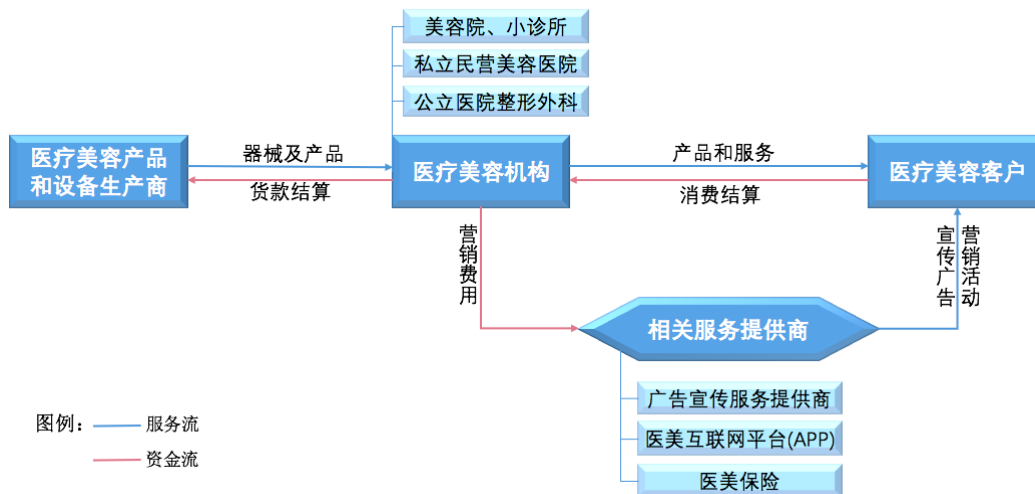 美容院、小诊所
私立民营美容医院
公立医院整形外科
医疗美容产品
和设备生产商
器械及产品
货款结算
医疗美容机构
产品和服务
消费结算
医疗美容客户
营销费用
宣传广告
营销活动
相关服务提供商
广告宣传服务提供商
医美互联网平台(APP)
医美保险
图例：
服务流
资金流